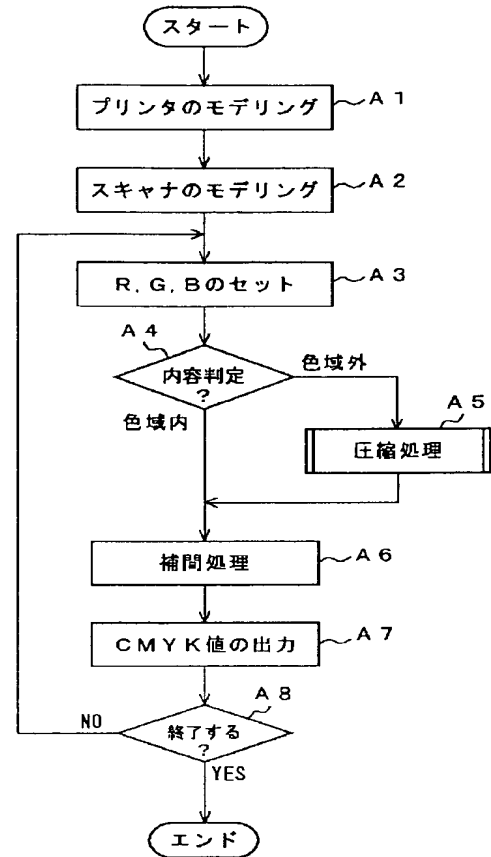 スタート
プリンタのモデリング
A1
スキャナのモデリング
A2
R,G,Bのセット
A3
A4
内容判定
?
色域外
色域内
A5
圧縮処理
補間処理
A6
CMYK値の出力
A7
A8
終了する
?
NO
YES
エンド